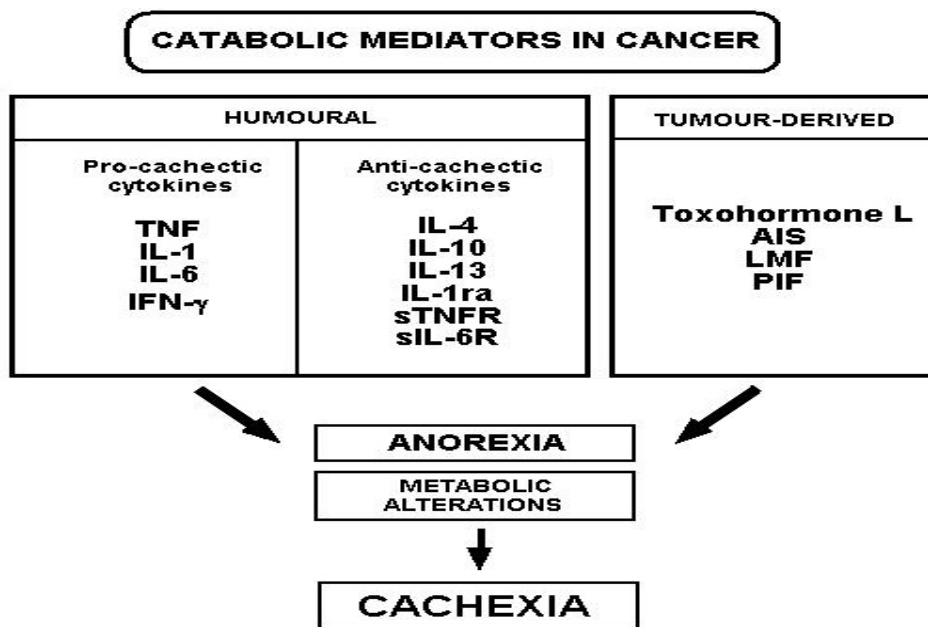 CATABOLIC MEDIATORS IN CANCER
HUMOURAL
Pro-cachectic
cytokines
TNF
IL-1
IL-6
IFN-γ
Anti-cachectic
cytokines
IL-4
IL-10
IL-13
IL-1ra
sTNFR
sIL-6R
TUMOUR-DERIVED
Toxohormone L
AIS
LMF
PIF
ANOREXIA
METABOLIC
ALTERATIONS
CACHEXIA